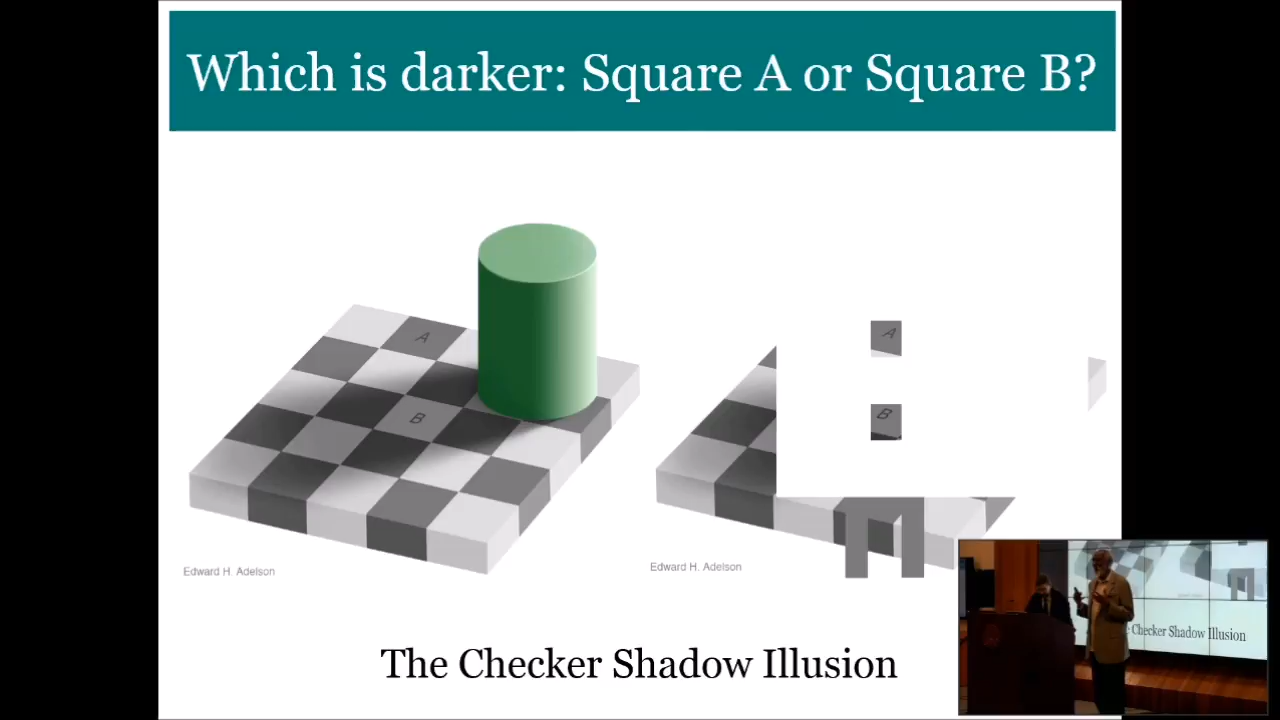 Which is darker: Square A or Square B?
A
B
A
B
Edward H. Adelson
Edward H. Adelson
The Checker Shadow Illusion
Checker Shadow Illusion